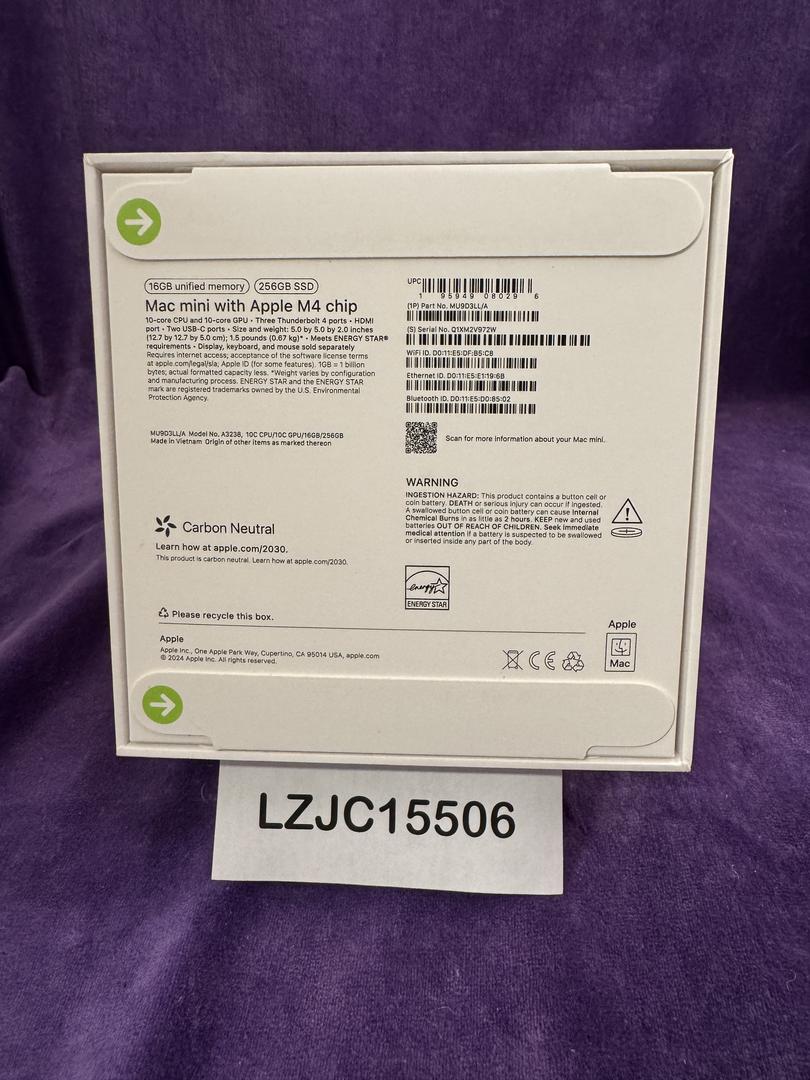 16GB unified memory 256GB SSD
Mac mini with Apple M4 chip
10-core CPU and 10-core GPU • Three Thunderbolt 4 ports • HDMI
port • Two USB-C ports • Size and weight: 5.0 by 5.0 by 2.0 inches
(12.7 by 12.7 by 5.0 cm); 1.5 pounds (0.67 kg)* • Meets ENERGY STAR®
requirements • Display, keyboard, and mouse sold separately
Requires internet access; acceptance of the software license terms
at apple.com/legal/sla; Apple ID (for some features). 1GB = 1 billion
bytes; actual formatted capacity less. *Weight varies by configuration
and manufacturing process. ENERGY STAR and the ENERGY STAR
mark are registered trademarks owned by the U.S. Environmental
Protection Agency.
MU9D3LL/A Model No. A3238, 10C CPU/10C GPU/16GB/256GB
Made in Vietnam Origin of other items as marked thereon
UPC
1 95949 08029 6
(1P) Part No. MU9D3LL/A
(S) Serial No. Q1XM2V972W
WiFi ID. D0:11:E5:DF:B5:C8
Ethernet ID. D0:11:E5:E1:19:6B
Bluetooth ID. D0:11:E5:D0:85:02
Scan for more information about your Mac mini.
WARNING
INGESTION HAZARD: This product contains a button cell or
coin battery. DEATH or serious injury can occur if ingested.
A swallowed button cell or coin battery can cause Internal
Chemical Burns in as little as 2 hours. KEEP new and used
batteries OUT OF REACH OF CHILDREN. Seek immediate
medical attention if a battery is suspected to be swallowed
or inserted inside any part of the body.
Carbon Neutral
Learn how at apple.com/2030.
This product is carbon neutral. Learn how at apple.com/2030.
energy
ENERGY STAR
Please recycle this box.
Apple
Apple Inc., One Apple Park Way, Cupertino, CA 95014 USA, apple.com
© 2024 Apple Inc. All rights reserved.
CE
Apple
Mac
LZJC15506